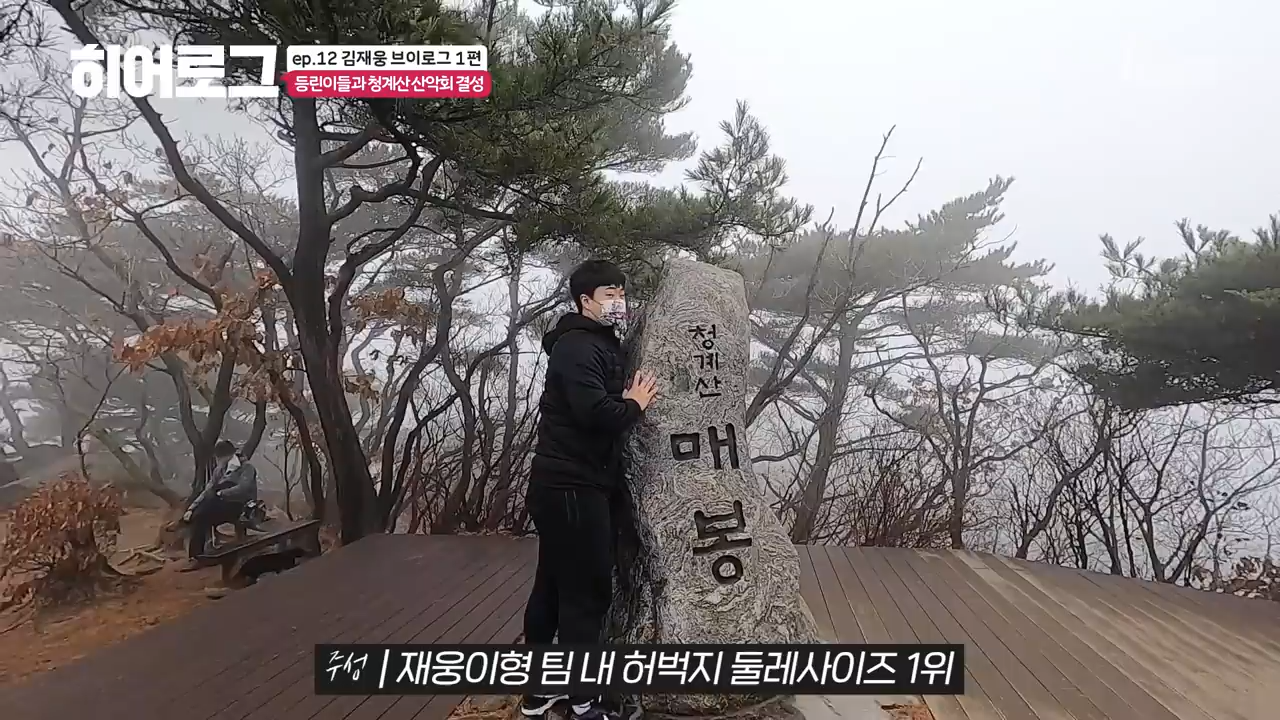 히어로그
ep.12 김재웅 브이로그 1편
등린이들과 청계산 산악회 결성
청계산
매봉
주성 | 재웅이형 팀 내 허벅지 둘레사이즈 1위